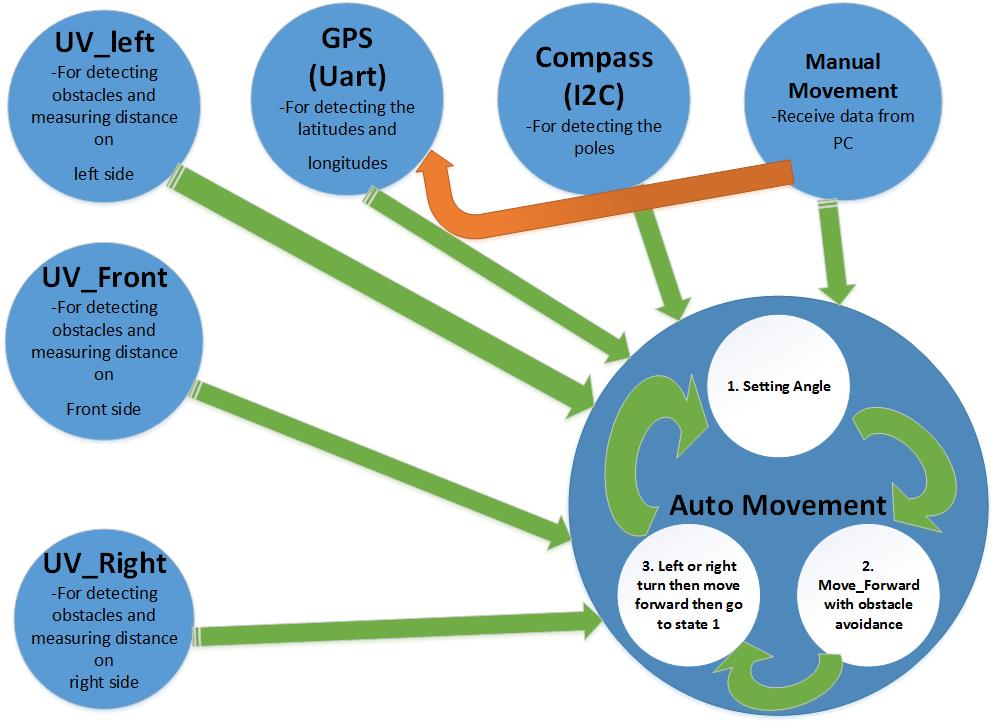 UV_left
-For detecting
obstacles and
measuring distance
on
left side
GPS
(Uart)
-For detecting the
latitudes and
longitudes
Compass
(I2C)
-For detecting the
poles
Manual
Movement
-Receive data from
PC
UV_Front
-For detecting
obstacles and
measuring distance
on
Front side
UV_Right
-For detecting
obstacles and
measuring distance
on
right side
1. Setting Angle
Auto Movement
3. Left or right
turn then move
forward then go
to state 1
2.
Move_Forward
with obstacle
avoidance